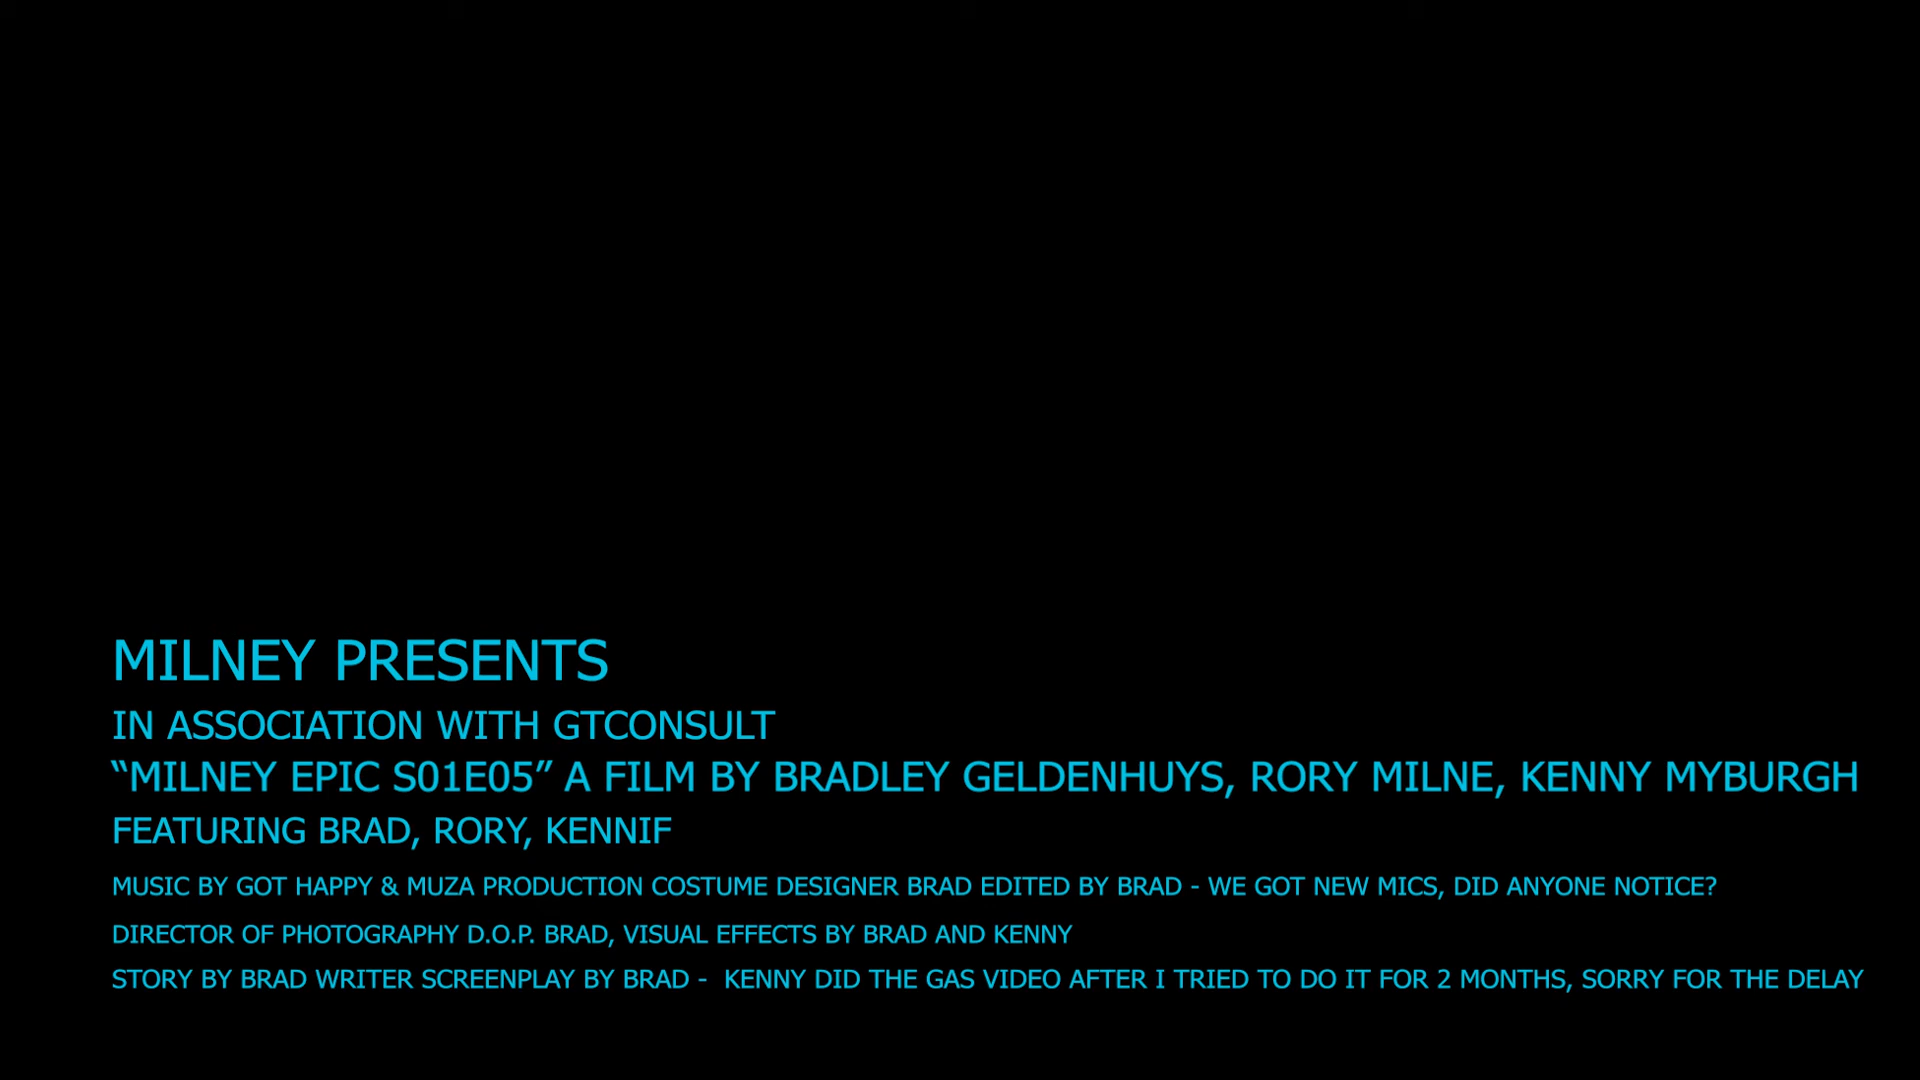 MILNEY PRESENTS
IN ASSOCIATION WITH GTCONSULT
“MILNEY EPIC S01E05” A FILM BY BRADLEY GELDENHUYS, RORY MILNE, KENNY MYBURGH
FEATURING BRAD, RORY, KENNIF
MUSIC BY GOT HAPPY & MUZA PRODUCTION COSTUME DESIGNER BRAD EDITED BY BRAD - WE GOT NEW MICS, DID ANYONE NOTICE?
DIRECTOR OF PHOTOGRAPHY D.O.P. BRAD, VISUAL EFFECTS BY BRAD AND KENNY
STORY BY BRAD WRITER SCREENPLAY BY BRAD -  KENNY DID THE GAS VIDEO AFTER I TRIED TO DO IT FOR 2 MONTHS, SORRY FOR THE DELAY